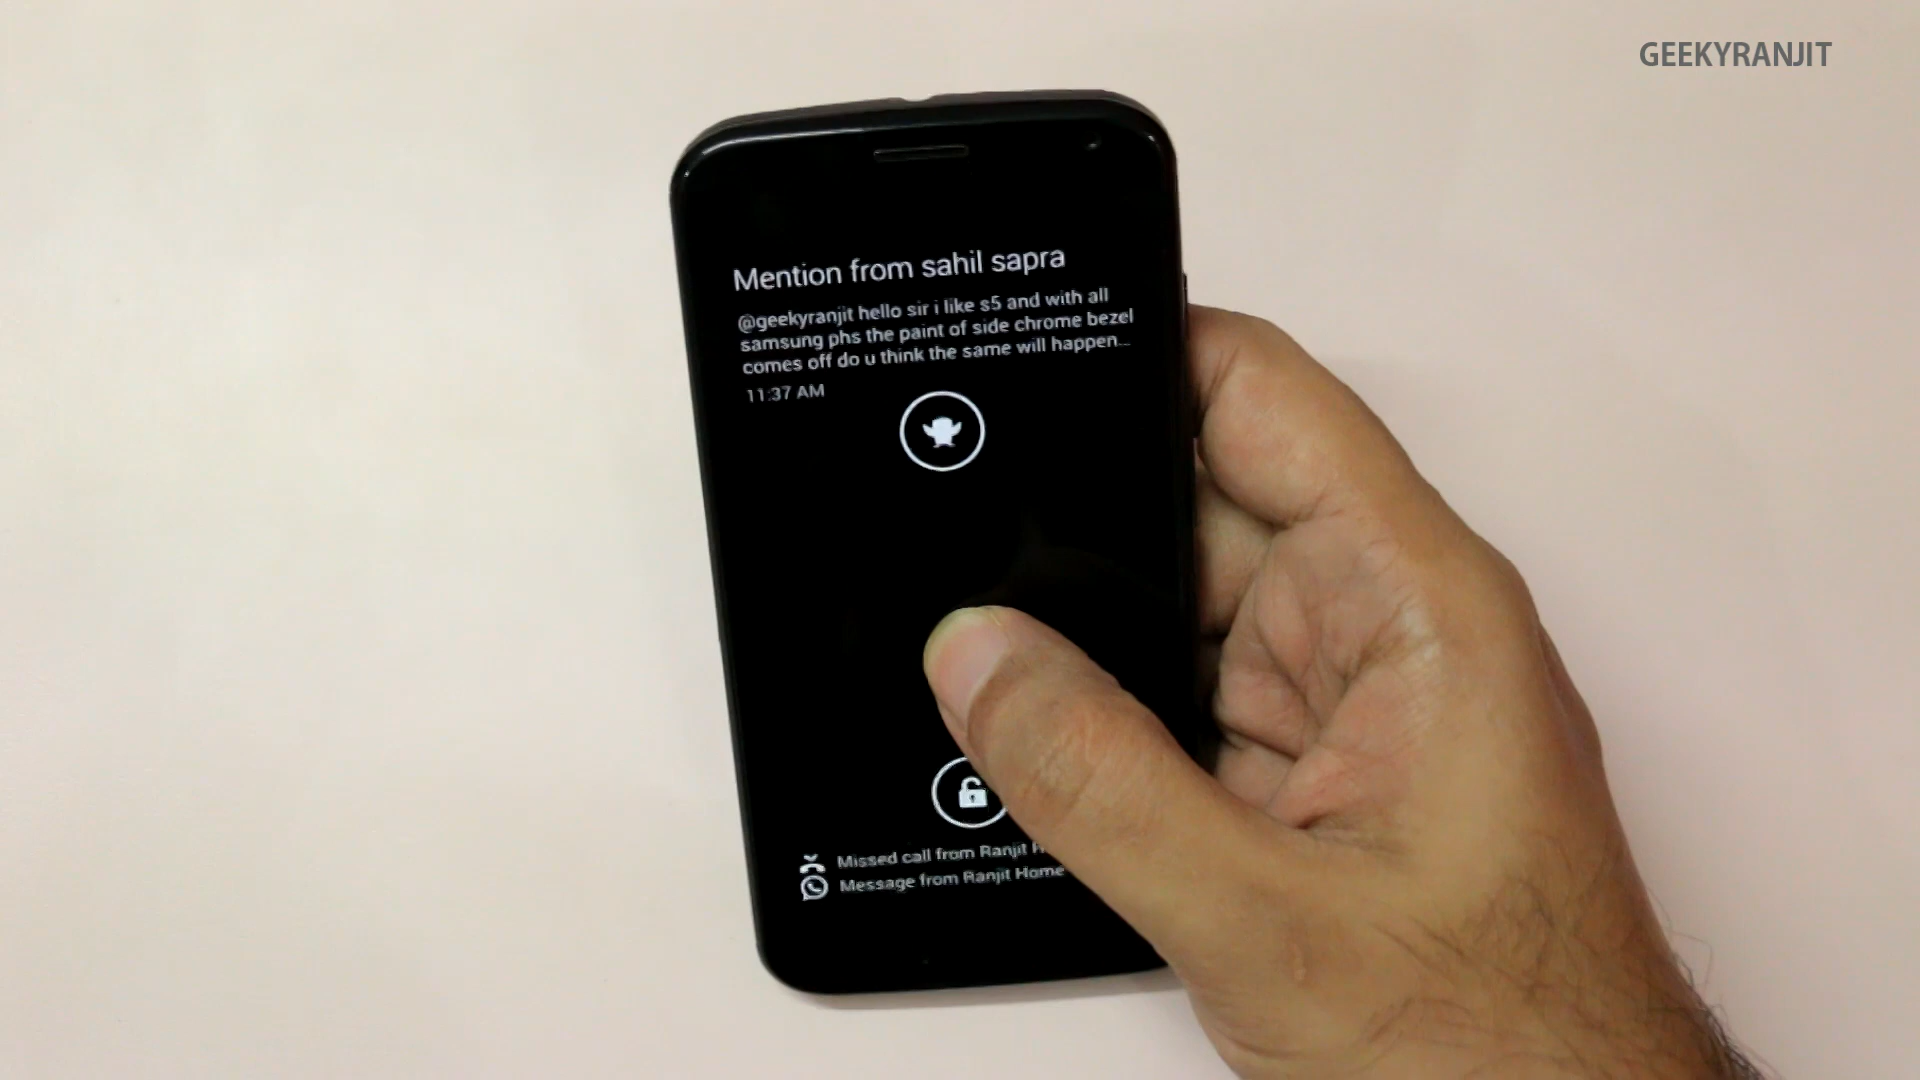 GEEKYRANJIT
Mention from sahil sapra
@geekyranjit hello sir i like s5 and with all
samsung phs the paint of side chrome bezel
comes off do u think the same will happen...
11:37 AM
Missed call from Ranjit
Message from Ranjit Home